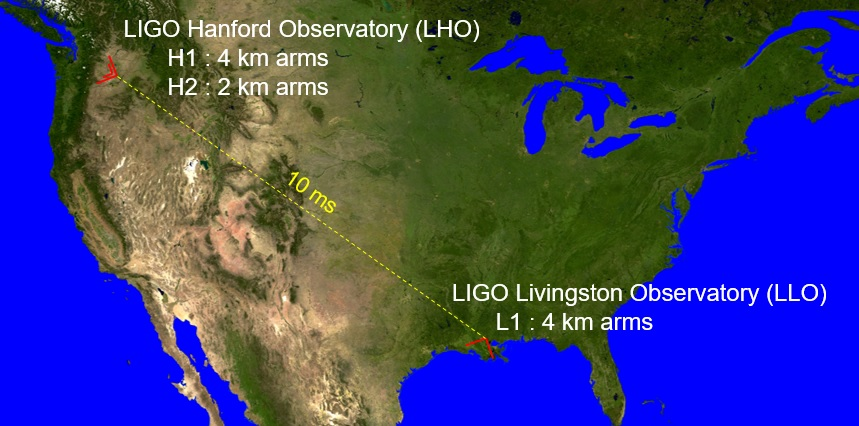 LIGO Hanford Observatory (LHO)
H1 : 4 km arms
H2 : 2 km arms
10 ms
LIGO Livingston Observatory (LLO)
L1 : 4 km arms